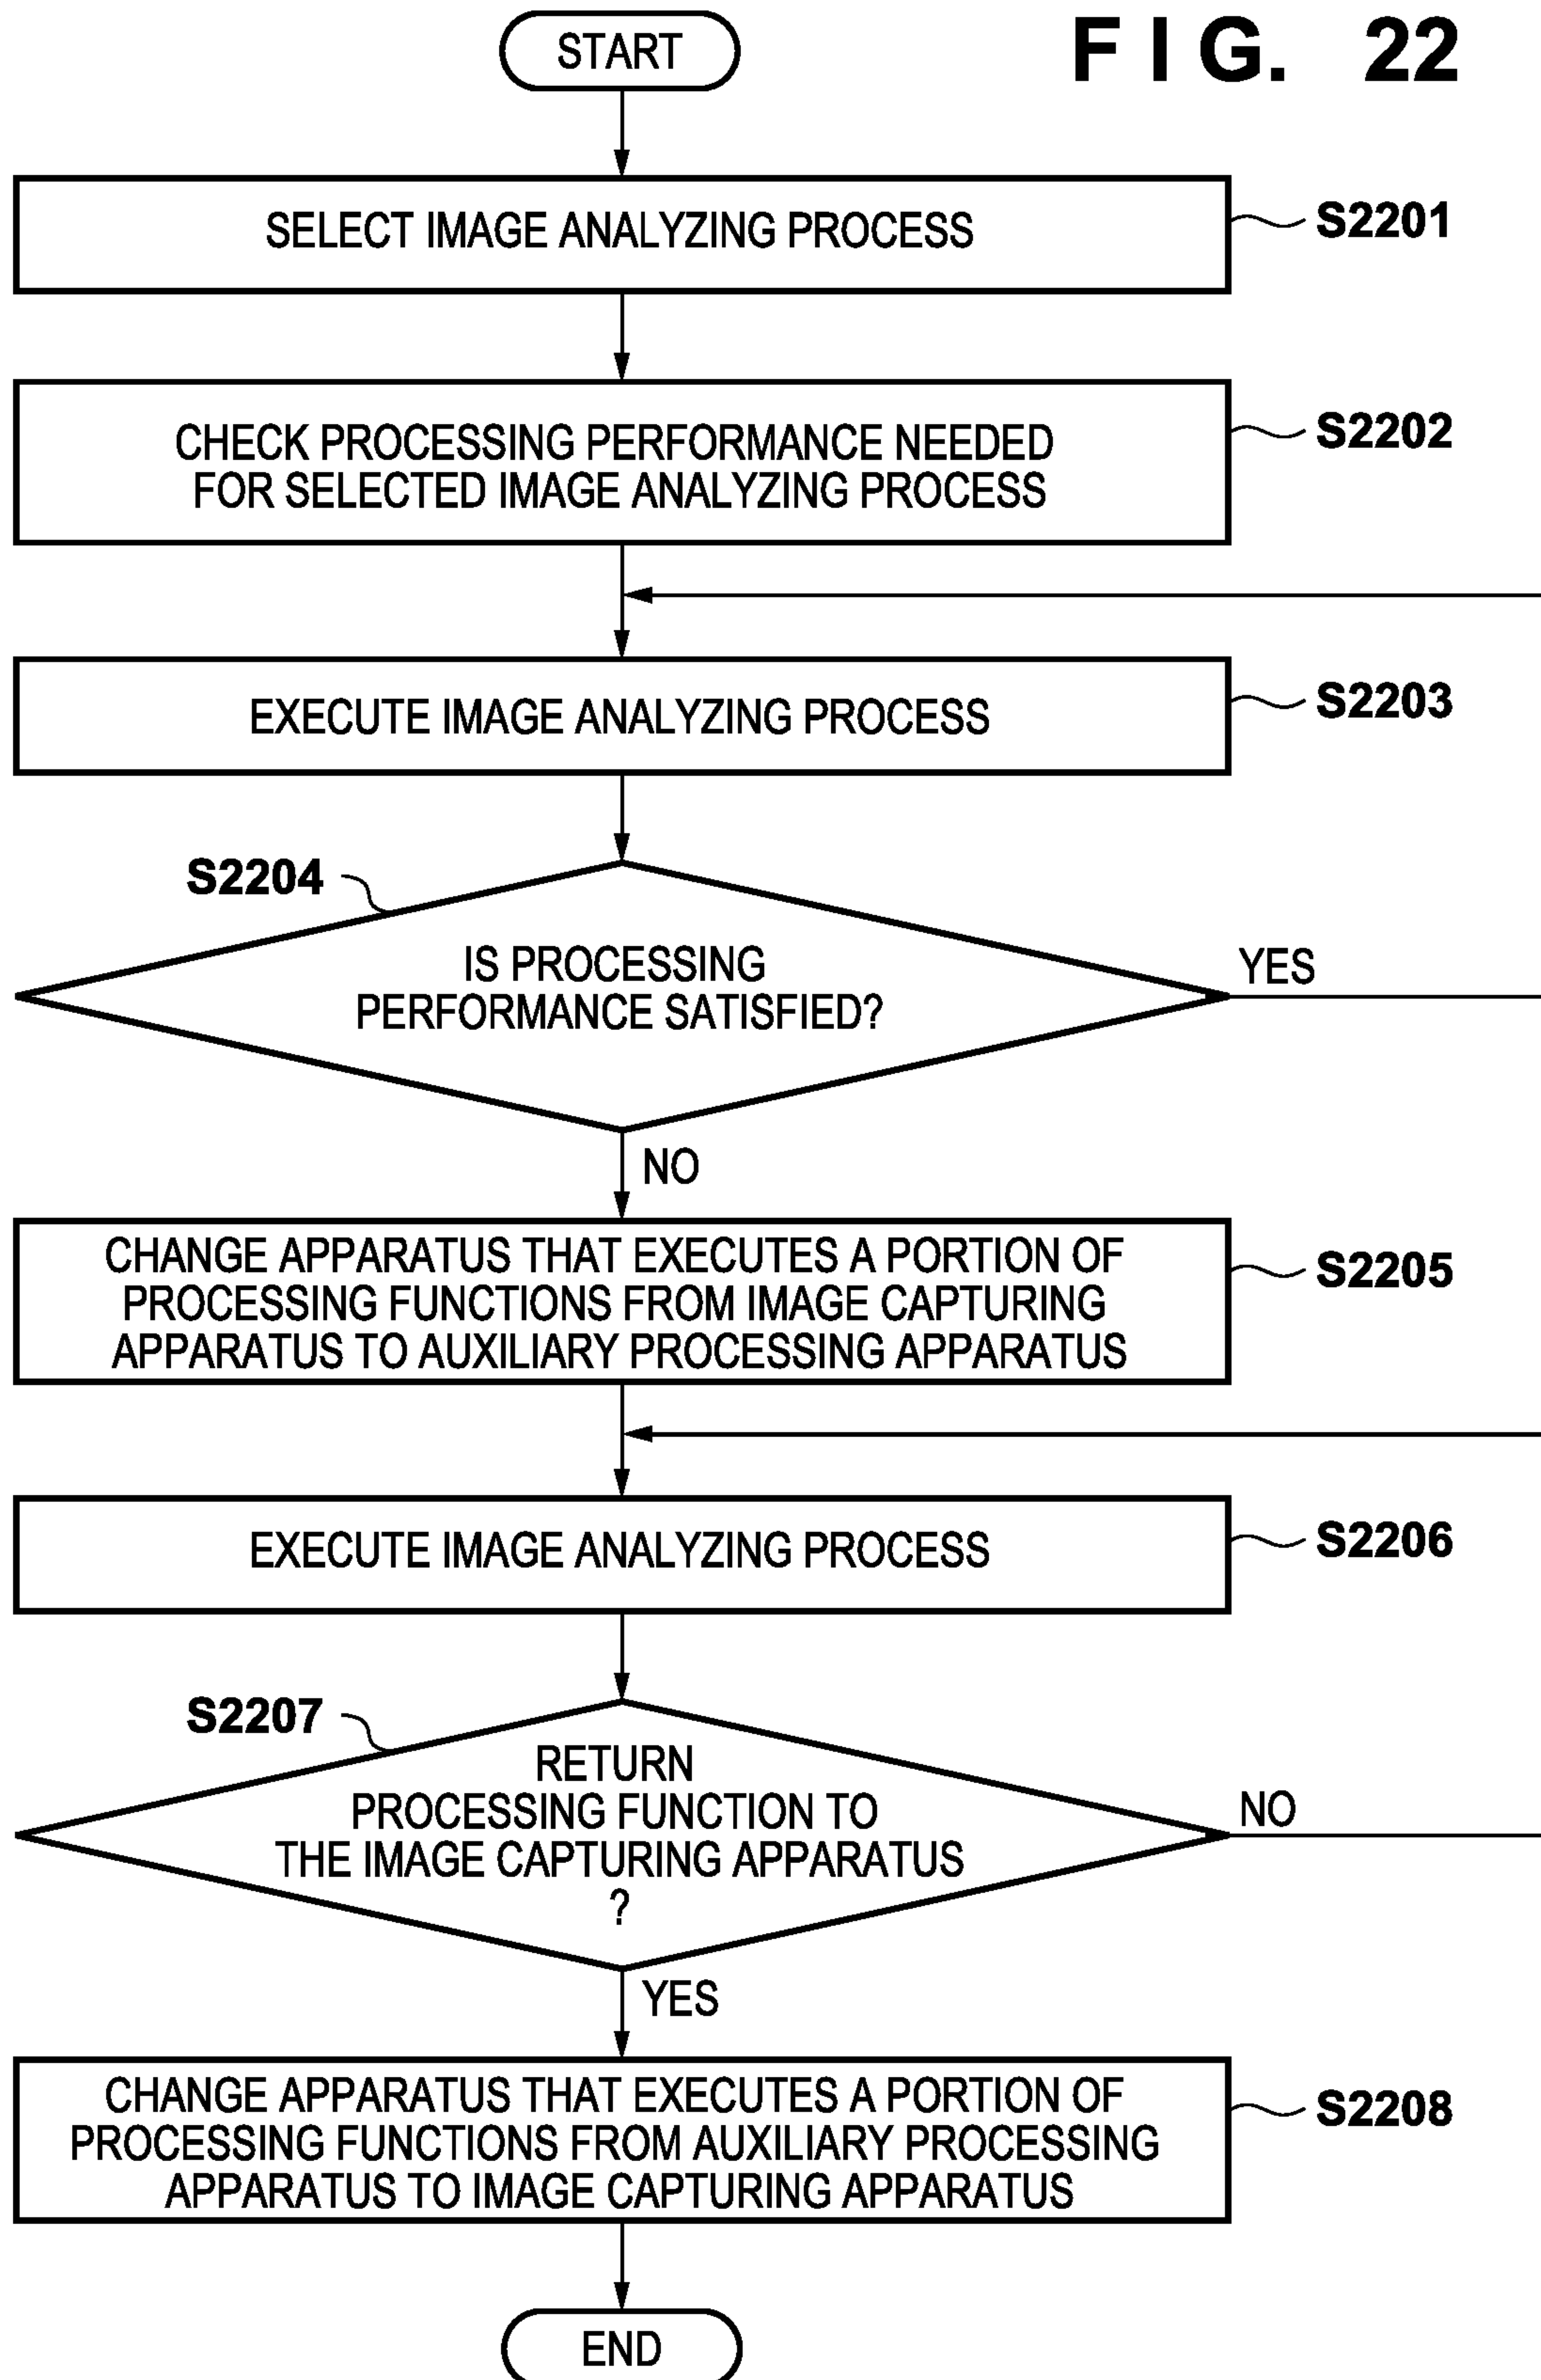 FIG. 22
START
SELECT IMAGE ANALYZING PROCESS
S2201
CHECK PROCESSING PERFORMANCE NEEDED
FOR SELECTED IMAGE ANALYZING PROCESS
S2202
EXECUTE IMAGE ANALYZING PROCESS
S2203
S2204
IS PROCESSING
PERFORMANCE SATISFIED?
YES
NO
CHANGE APPARATUS THAT EXECUTES A PORTION OF
PROCESSING FUNCTIONS FROM IMAGE CAPTURING
APPARATUS TO AUXILIARY PROCESSING APPARATUS
S2205
EXECUTE IMAGE ANALYZING PROCESS
S2206
S2207
RETURN
PROCESSING FUNCTION TO
THE IMAGE CAPTURING APPARATUS
?
NO
YES
CHANGE APPARATUS THAT EXECUTES A PORTION OF
PROCESSING FUNCTIONS FROM AUXILIARY PROCESSING
APPARATUS TO IMAGE CAPTURING APPARATUS
S2208
END